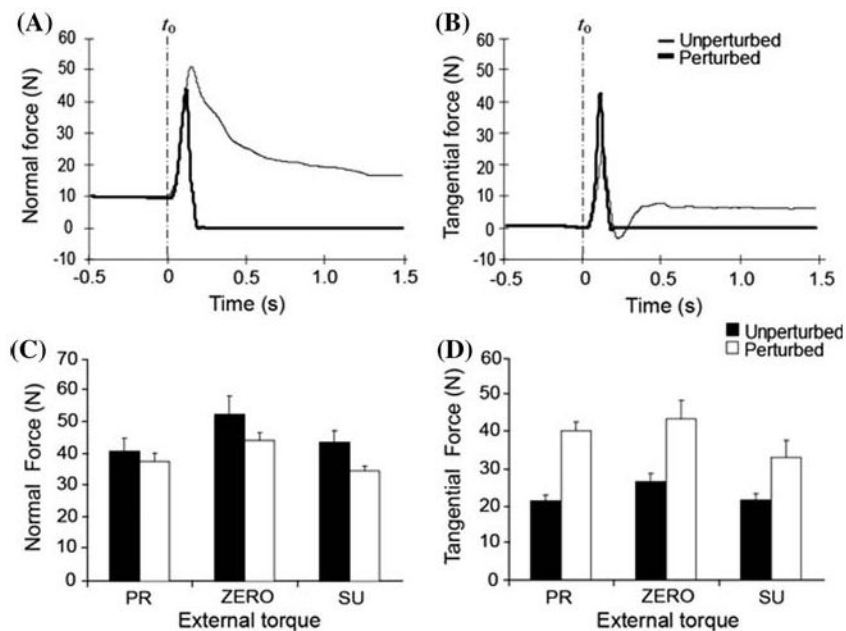 (A)
t₀
Normal force (N)
60
50
40
30
20
10
0
-10
-0.5 0 0.5 1.0 1.5
Time (s)
(B)
t₀
Unperturbed
Perturbed
Tangential force (N)
60
50
40
30
20
10
0
-10
-0.5 0 0.5 1.0 1.5
Time (s)
(C)
Normal Force (N)
70
60
50
40
30
20
10
0
PR ZERO SU
External torque
(D)
Unperturbed
Perturbed
Tangential Force (N)
60
50
40
30
20
10
0
PR ZERO SU
External torque